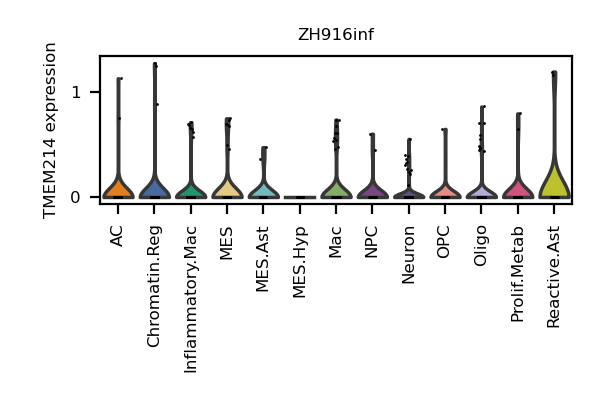 ZH916inf
TMEM214 expression
1
0
AC
Chromatin.Reg
Inflammatory.Mac
MES
MES.Ast
MES.Hyp
Mac
NPC
Neuron
OPC
Oligo
Prolif.Metab
Reactive.Ast